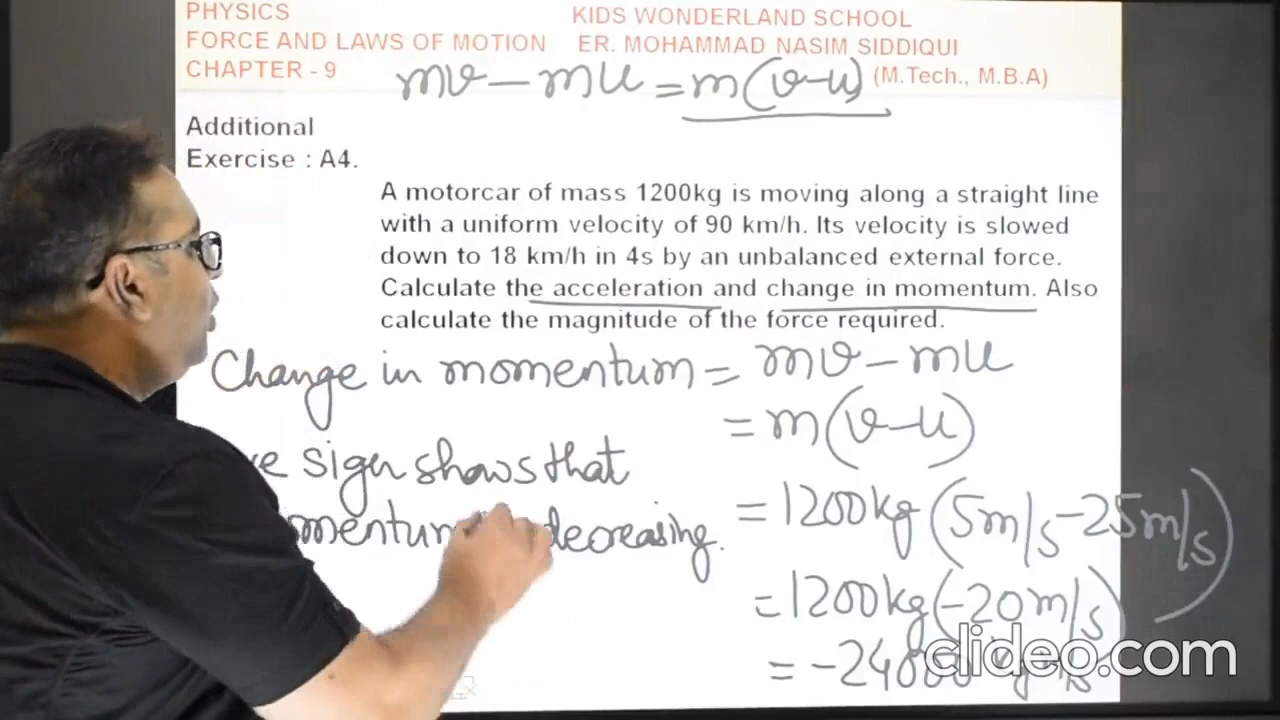 PHYSICS KIDS WONDERLAND SCHOOL
FORCE AND LAWS OF MOTION ER. MOHAMMAD NASIM SIDDIQUI
CHAPTER - 9 (M.Tech., M.B.A)
mv - mu = m(v-u)
Additional
Exercise : A4.
A motorcar of mass 1200kg is moving along a straight line
with a uniform velocity of 90 km/h. Its velocity is slowed
down to 18 km/h in 4s by an unbalanced external force.
Calculate the acceleration and change in momentum. Also
calculate the magnitude of the force required.
Change in momentum = mv - mu
= m(v-u)
sign shows that
decreasing.
= 1200kg (5m/s - 25m/s)
= 1200kg (-20m/s)
clideo.com